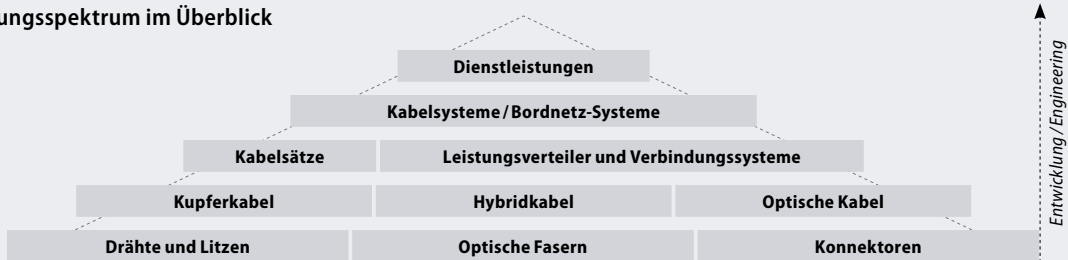 ungsspektrum im Überblick
Dienstleistungen
Kabelsysteme / Bordnetz-Systeme
Kabelsätze Leistungsverteiler und Verbindungssysteme
Kupferkabel Hybridkabel Optische Kabel
Drähte und Litzen Optische Fasern Konnektoren
Entwicklung / Engineering